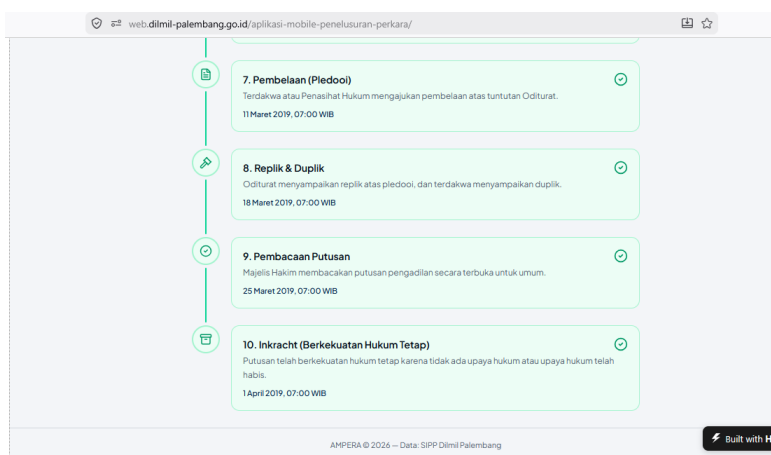 web.dilmil-palembang.go.id/aplikasi-mobile-penelusuran-perkara/
7. Pembelaan (Pledooi)
Terdakwa atau Penasihat Hukum mengajukan pembelaan atas tuntutan Oditurat.
11 Maret 2019, 07:00 WIB
8. Replik & Duplik
Oditurat menyampaikan replik atas pledooi, dan terdakwa menyampaikan duplik.
18 Maret 2019, 07:00 WIB
9. Pembacaan Putusan
Majelis Hakim membacakan putusan pengadilan secara terbuka untuk umum.
25 Maret 2019, 07:00 WIB
10. Inkracht (Berkekuatan Hukum Tetap)
Putusan telah berkekuatan hukum tetap karena tidak ada upaya hukum atau upaya hukum telah
habis.
1 April 2019, 07:00 WIB
AMPERA © 2026 — Data: SIPP Dilmil Palembang
Built with H